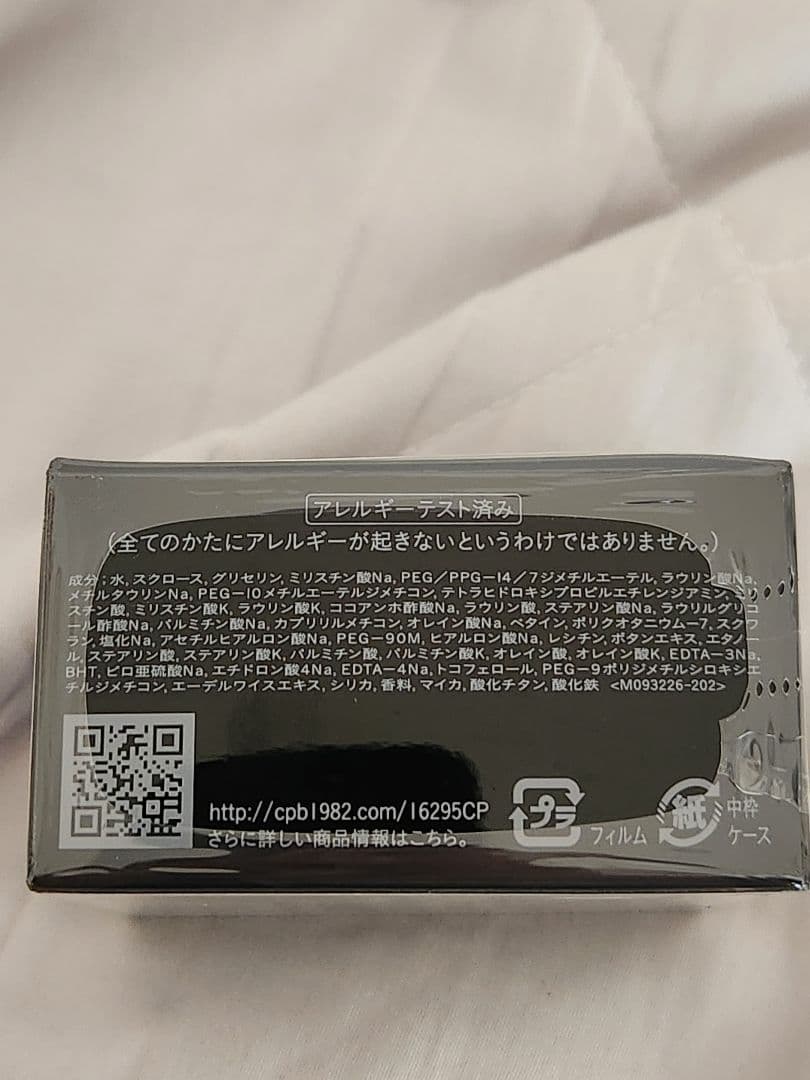 アレルギーテスト済み
(全てのかたにアレルギーが起きないというわけではありません。)
成分；水, スクロース, グリセリン, ミリスチン酸Na, PEG／PPG−14／7ジメチルエーテル, ラウリン酸Na,
メチルタウリンNa, PEG−10メチルエーテルジメチコン, テトラヒドロキシプロピルエチレンジアミン, ミリ
スチン酸, ミリスチン酸K, ラウリン酸K, ココアンホ酢酸Na, ラウリン酸, ステアリン酸Na, ラウリルグリコ
ール酢酸Na, パルミチン酸Na, カプリリルメチコン, オレイン酸Na, ベタイン, ポリクオタニウム−7, スクワ
ラン, 塩化Na, アセチルヒアルロン酸Na, PEG−90M, ヒアルロン酸Na, レシチン, ボタンエキス, エタノー
ル, ステアリン酸, ステアリン酸K, パルミチン酸, パルミチン酸K, オレイン酸, オレイン酸K, EDTA−3Na,
BHT, ピロ亜硫酸Na, エチドロン酸4Na, EDTA−4Na, トコフェロール, PEG−9ポリジメチルシロキシエ
チルジメチコン, エーデルワイスエキス, シリカ, 香料, マイカ, 酸化チタン, 酸化鉄 <M093226-202>
http://cpb1982.com/16295CP
さらに詳しい商品情報はこちら。
プラ
フィルム
紙
中枠
ケース